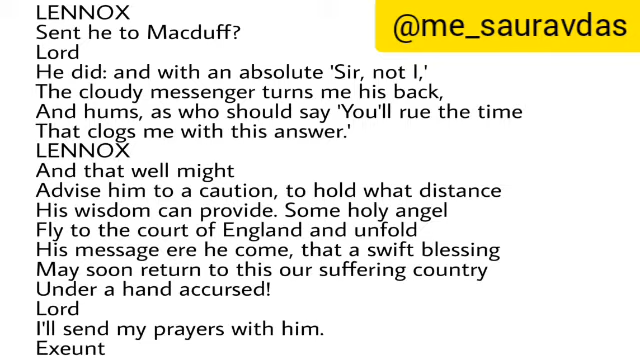 @me_sauravdas
LENNOX
Sent he to Macduff?
Lord
He did: and with an absolute 'Sir, not I,'
The cloudy messenger turns me his back,
And hums, as who should say 'You'll rue the time
That clogs me with this answer.'
LENNOX
And that well might
Advise him to a caution, to hold what distance
His wisdom can provide. Some holy angel
Fly to the court of England and unfold
His message ere he come, that a swift blessing
May soon return to this our suffering country
Under a hand accursed!
Lord
I'll send my prayers with him.
Exeunt